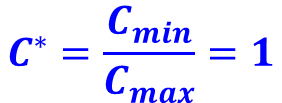 C* = C_min / C_max = 1